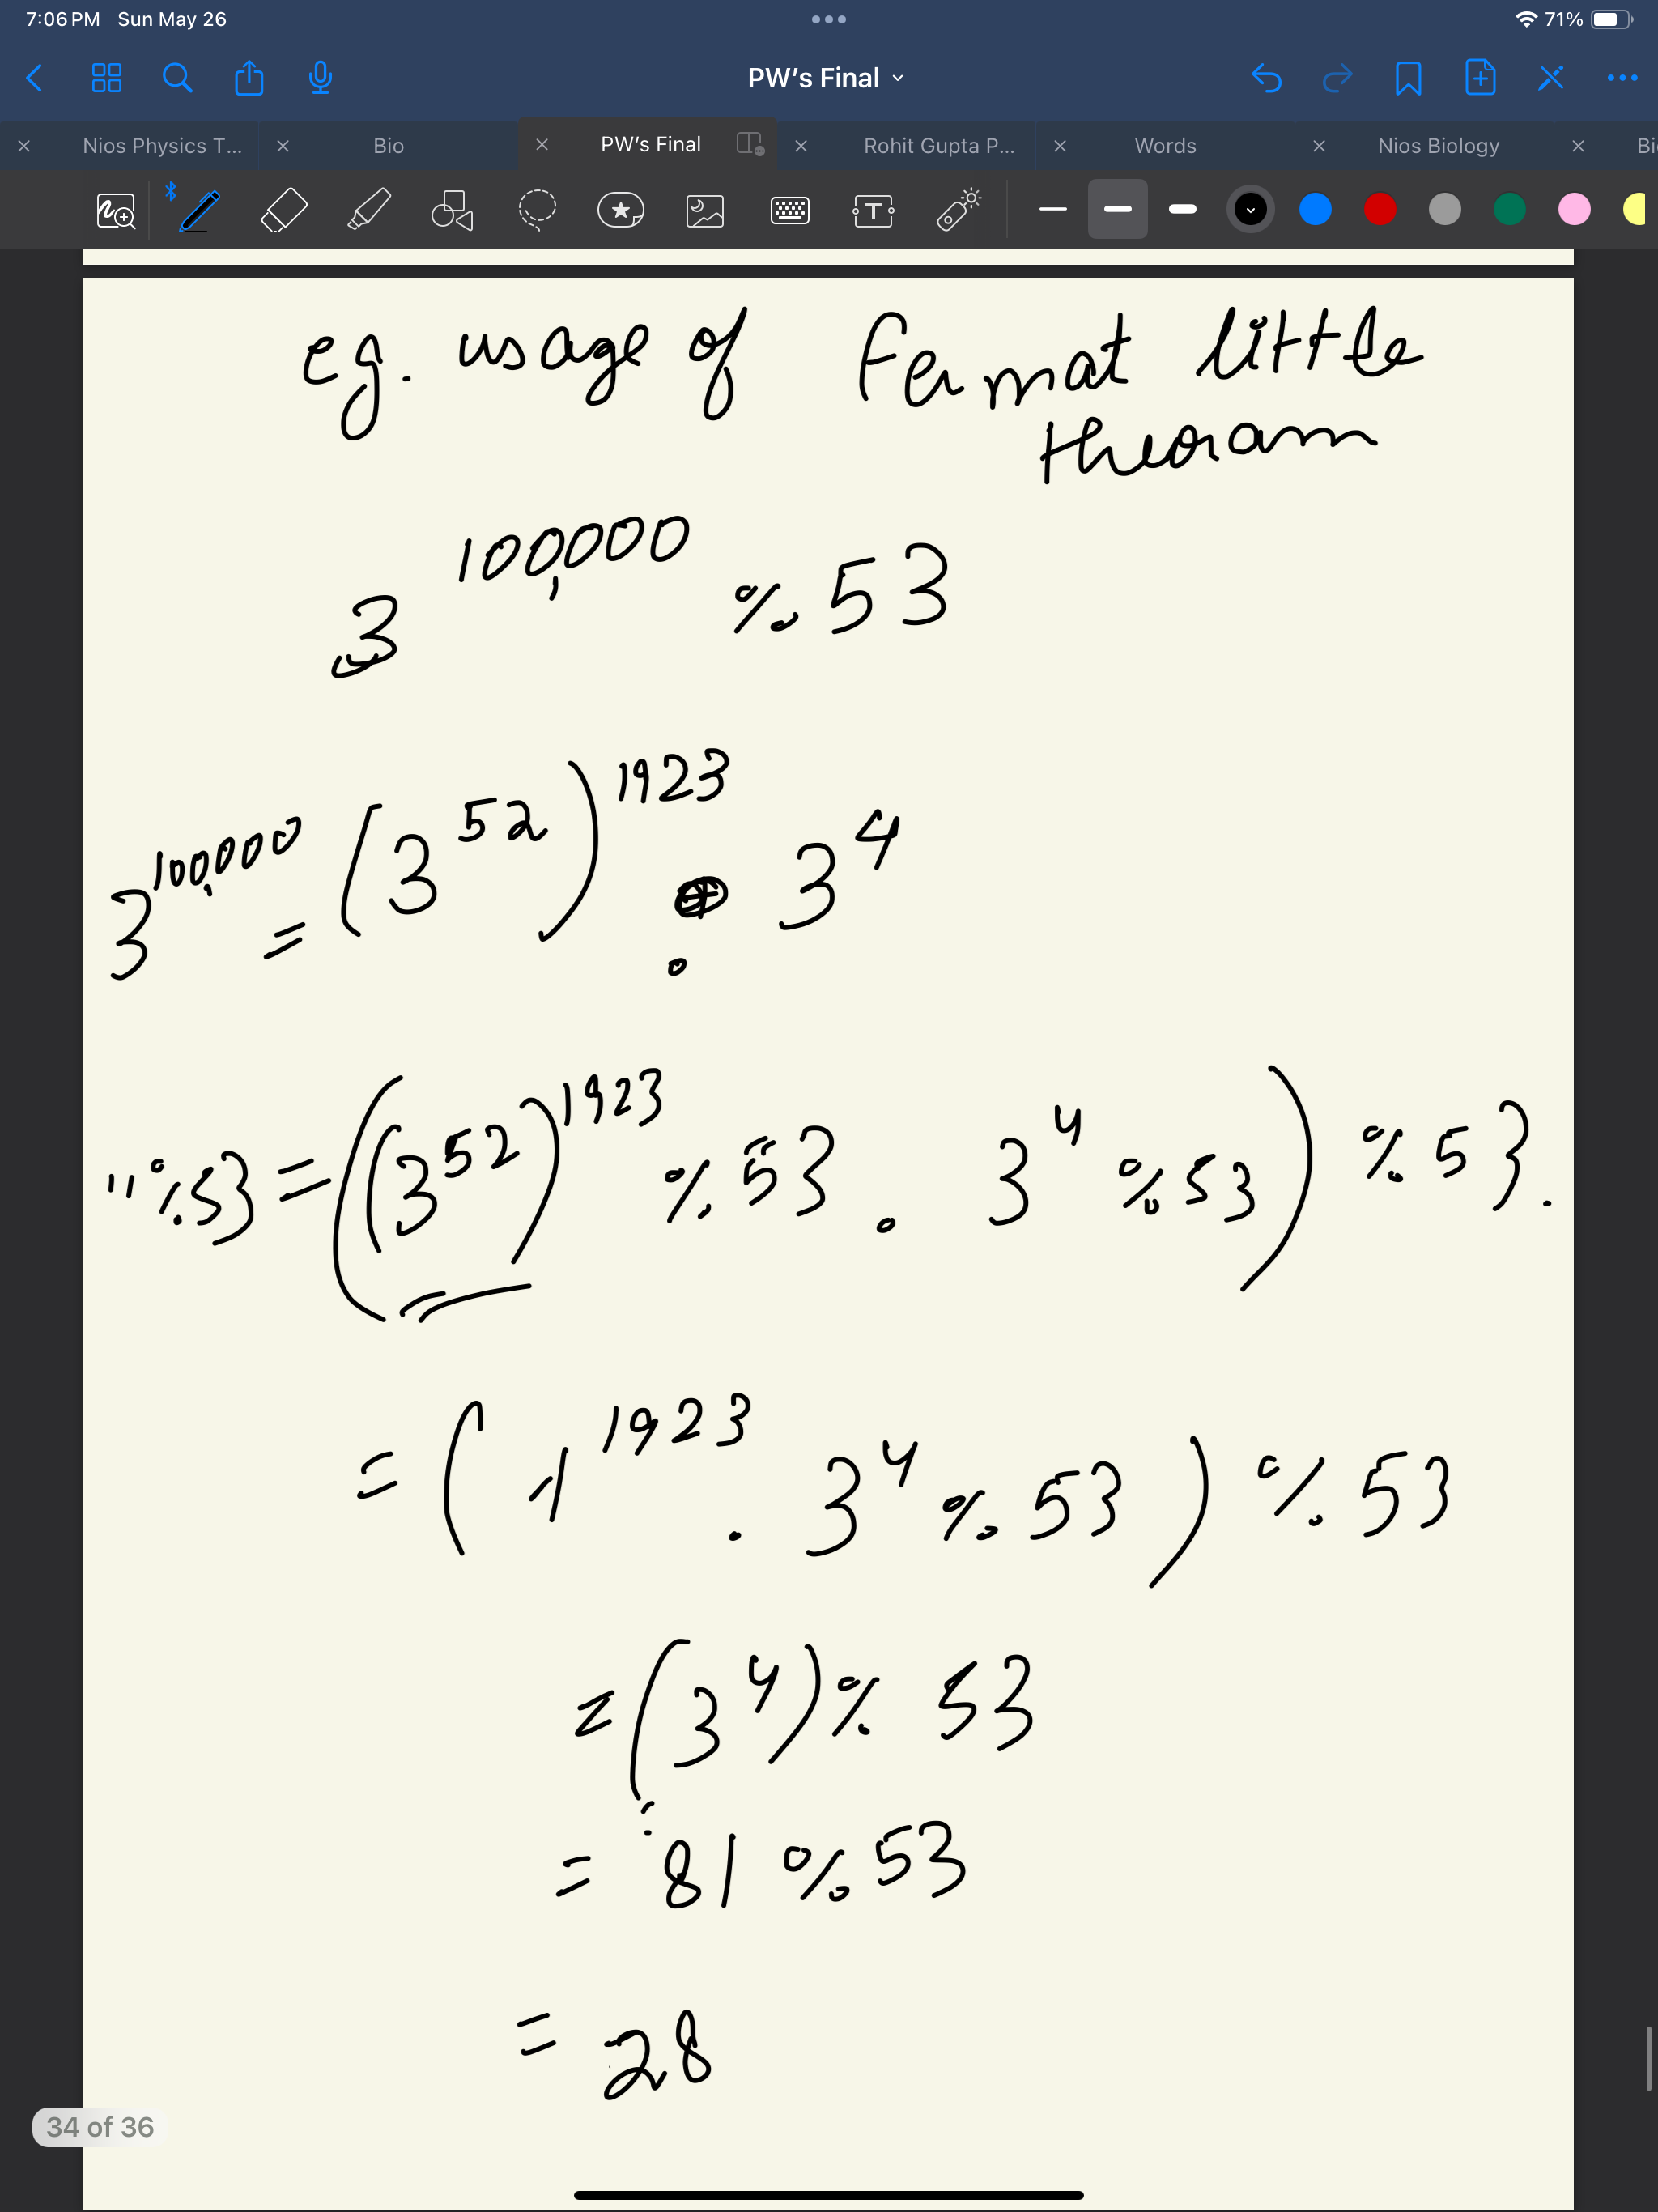 7:06 PM Sun May 26 71%
PW's Final
Nios Physics T... Bio PW's Final Rohit Gupta P... Words Nios Biology Bi
T
eg. usage of Fermat little
theoram
3^100,000 % 53
3^100,000 = (3^52)^1923 . 3^4
" % 53 = ((3^52)^1923 % 53 . 3^4 % 53) % 53.
= (1^1923 . 3^4 % 53) % 53
= (3^4) % 53
= 81 % 53
= 28
34 of 36